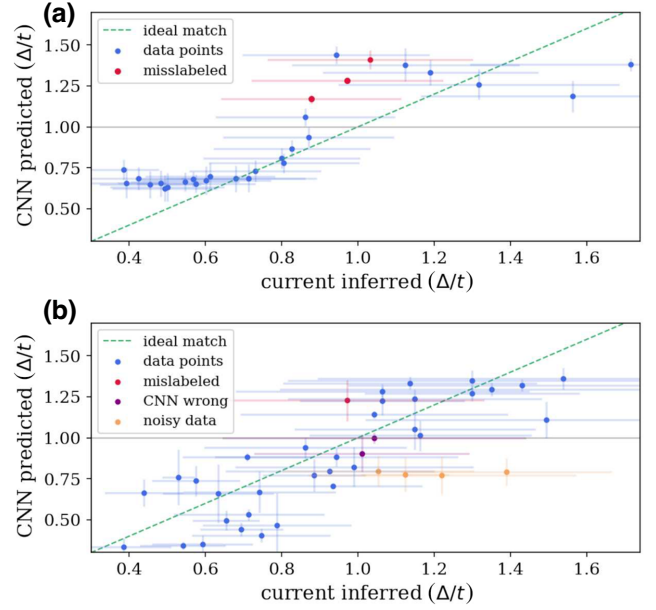 (a)
ideal match
data points
misslabeled
1.50
1.25
1.00
0.75
0.50
CNN predicted (Δ/t)
0.4 0.6 0.8 1.0 1.2 1.4 1.6
current inferred (Δ/t)
(b)
ideal match
data points
mislabeled
CNN wrong
noisy data
1.50
1.25
1.00
0.75
0.50
CNN predicted (Δ/t)
0.4 0.6 0.8 1.0 1.2 1.4 1.6
current inferred (Δ/t)